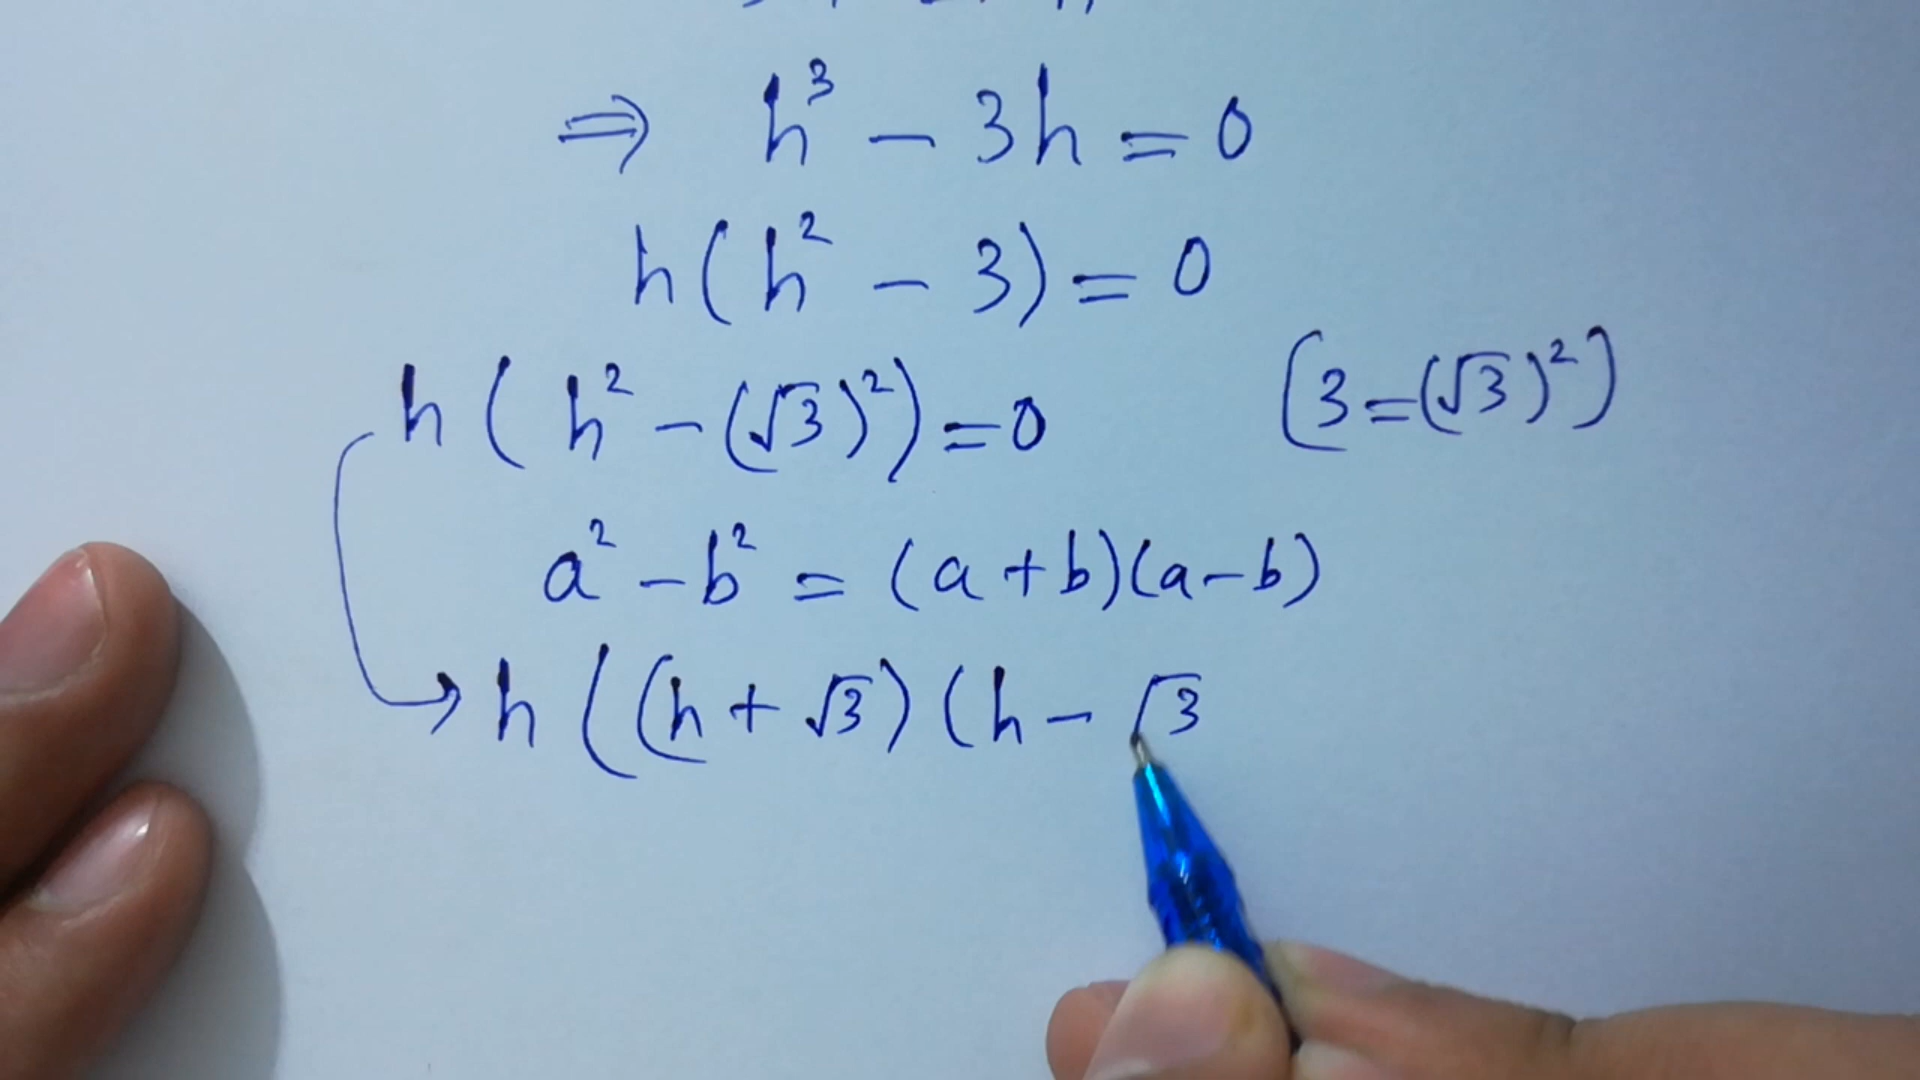 ⇒ h³ - 3h = 0
h(h² - 3) = 0
h(h² - (√3)²) = 0 (3 = (√3)²)
a² - b² = (a + b)(a - b)
→ h((h + √3)(h - √3